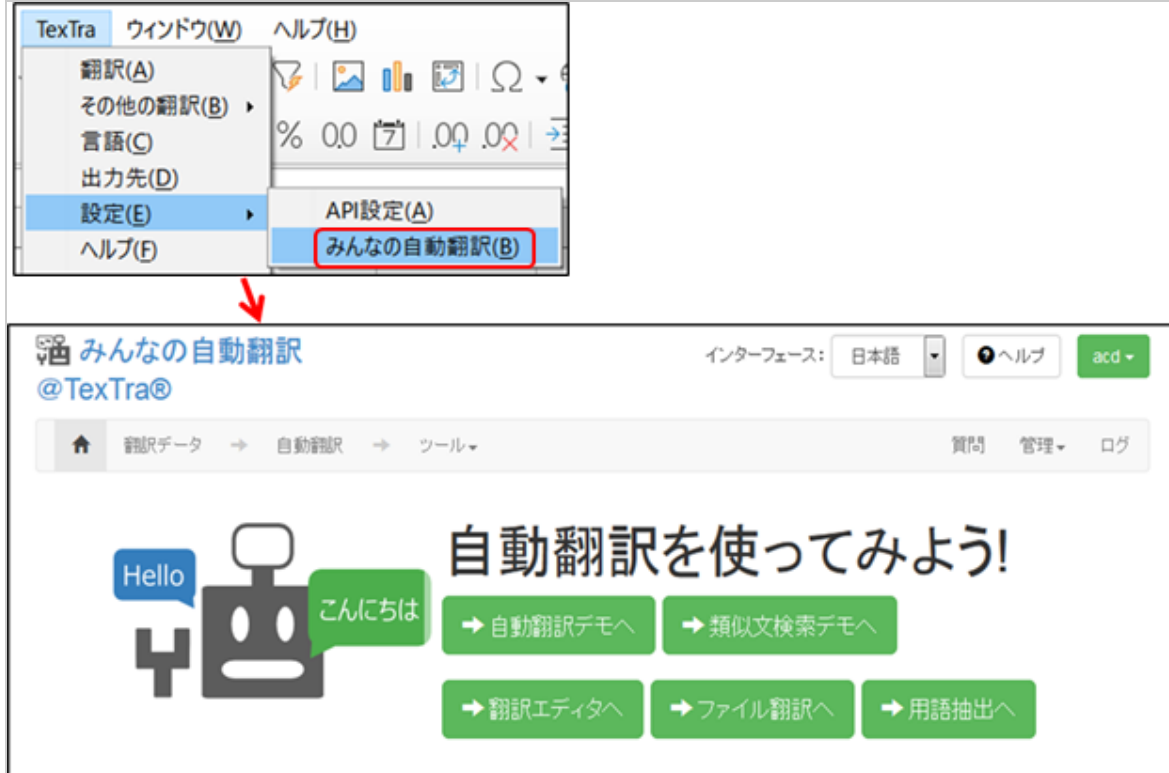 TexTra ウィンドウ(W) ヘルプ(H)
翻訳(A)
その他の翻訳(B)
言語(C)
% 0.0 7 .00 .00
出力先(D)
設定(E)
API設定(A)
ヘルプ(F)
みんなの自動翻訳(B)
みんなの自動翻訳
@TexTra®
インターフェース: 日本語 ヘルプ acd
翻訳データ → 自動翻訳 → ツール
質問 管理 ログ
自動翻訳を使ってみよう!
Hello
こんにちは
→自動翻訳デモへ →類似文検索デモへ
→翻訳エディタへ →ファイル翻訳へ →用語抽出へ